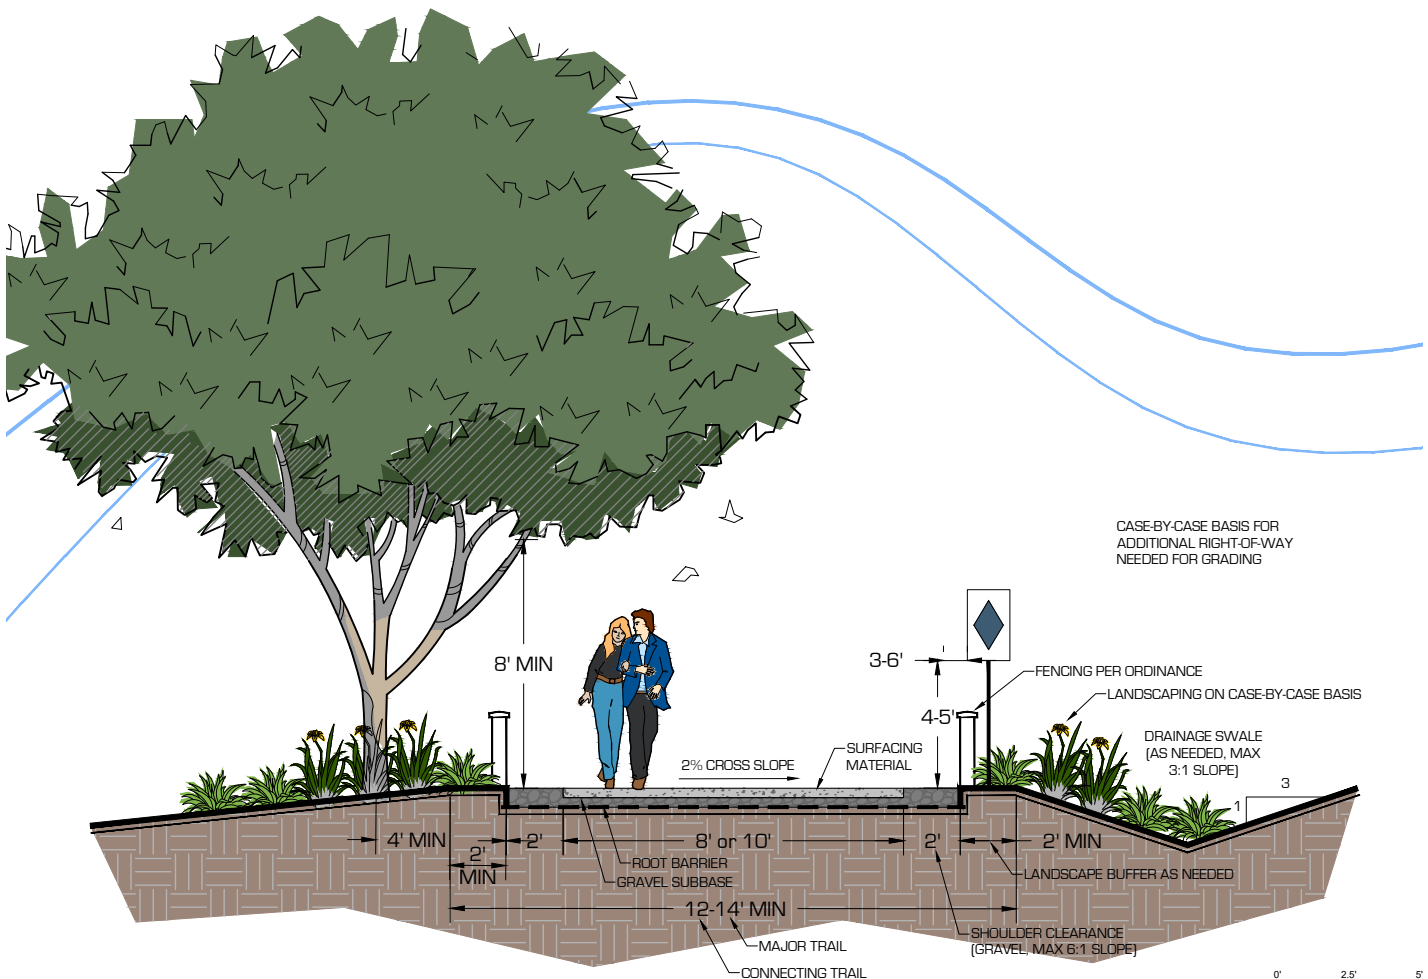 CASE-BY-CASE BASIS FOR
ADDITIONAL RIGHT-OF-WAY
NEEDED FOR GRADING
8' MIN
3-6'
FENCING PER ORDINANCE
LANDSCAPING ON CASE-BY-CASE BASIS
4-5'
DRAINAGE SWALE
(AS NEEDED, MAX
3:1 SLOPE)
SURFACING
MATERIAL
2% CROSS SLOPE
3
1
4' MIN
2'
8' or 10'
2'
2' MIN
2'
MIN
ROOT BARRIER
GRAVEL SUBBASE
LANDSCAPE BUFFER AS NEEDED
12-14' MIN
SHOULDER CLEARANCE
(GRAVEL, MAX 6:1 SLOPE)
MAJOR TRAIL
CONNECTING TRAIL
0' 2.5' 5'